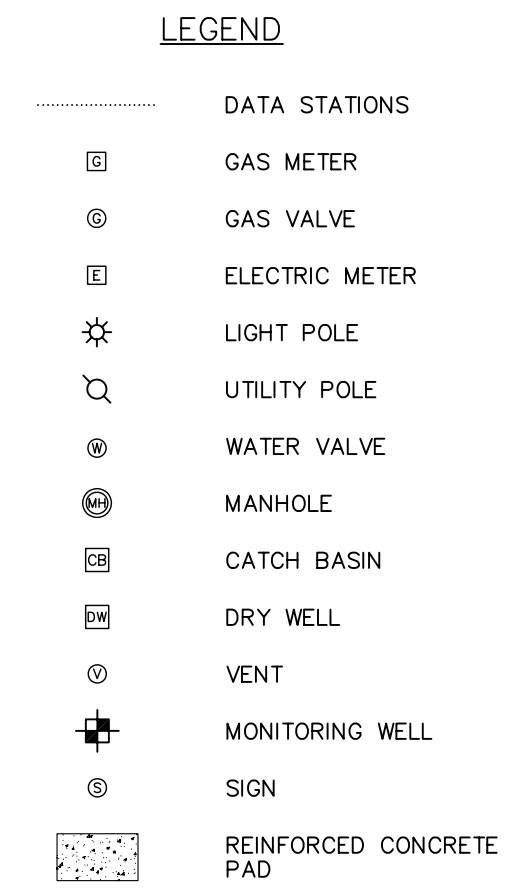 LEGEND
DATA STATIONS
G GAS METER
G GAS VALVE
E ELECTRIC METER
LIGHT POLE
UTILITY POLE
W WATER VALVE
MH MANHOLE
CB CATCH BASIN
DW DRY WELL
V VENT
MONITORING WELL
S SIGN
REINFORCED CONCRETE
PAD